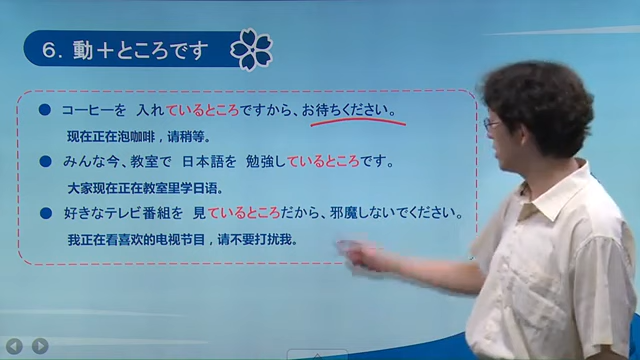 6．動＋ところです
● コーヒーを 入れているところですから、お待ちください。
现在正在泡咖啡，请稍等。
● みんな今、教室で 日本語を 勉強しているところです。
大家现在正在教室里学日语。
● 好きなテレビ番組を 見ているところだから、邪魔しないでください。
我正在看喜欢的电视节目，请不要打扰我。